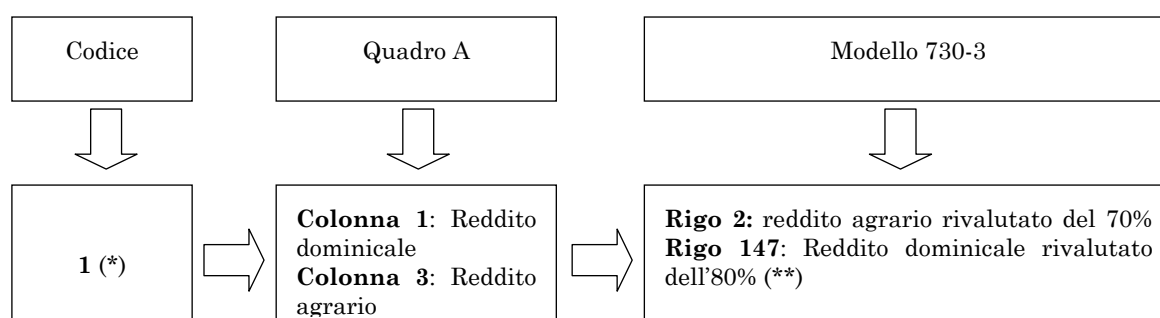 Codice
Quadro A
Modello 730-3
1 (*)
Colonna 1: Reddito
dominicale
Colonna 3: Reddito
agrario
Rigo 2: reddito agrario rivalutato del 70%
Rigo 147: Reddito dominicale rivalutato
dell'80% (**)